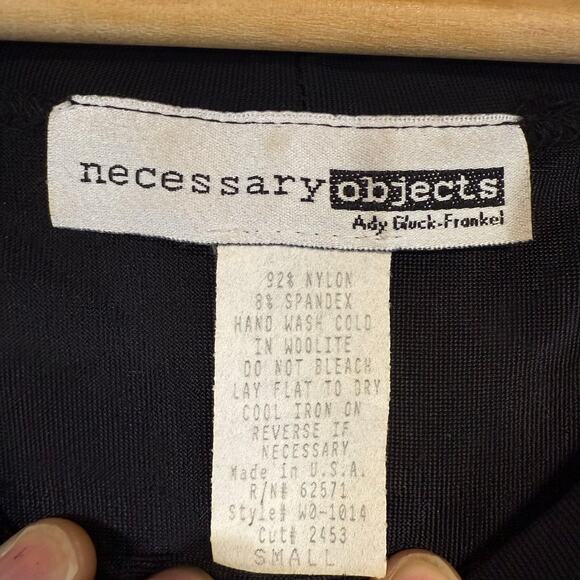 necessary objects
Ady Gluck-Frankel
92% NYLON
8% SPANDEX
HAND WASH COLD
IN WOOLITE
DO NOT BLEACH
LAY FLAT TO DRY
COOL IRON ON
REVERSE IF
NECESSARY
Made in U.S.A.
R/N# 62571
Style# WO-1014
Cut# 2453
SMALL